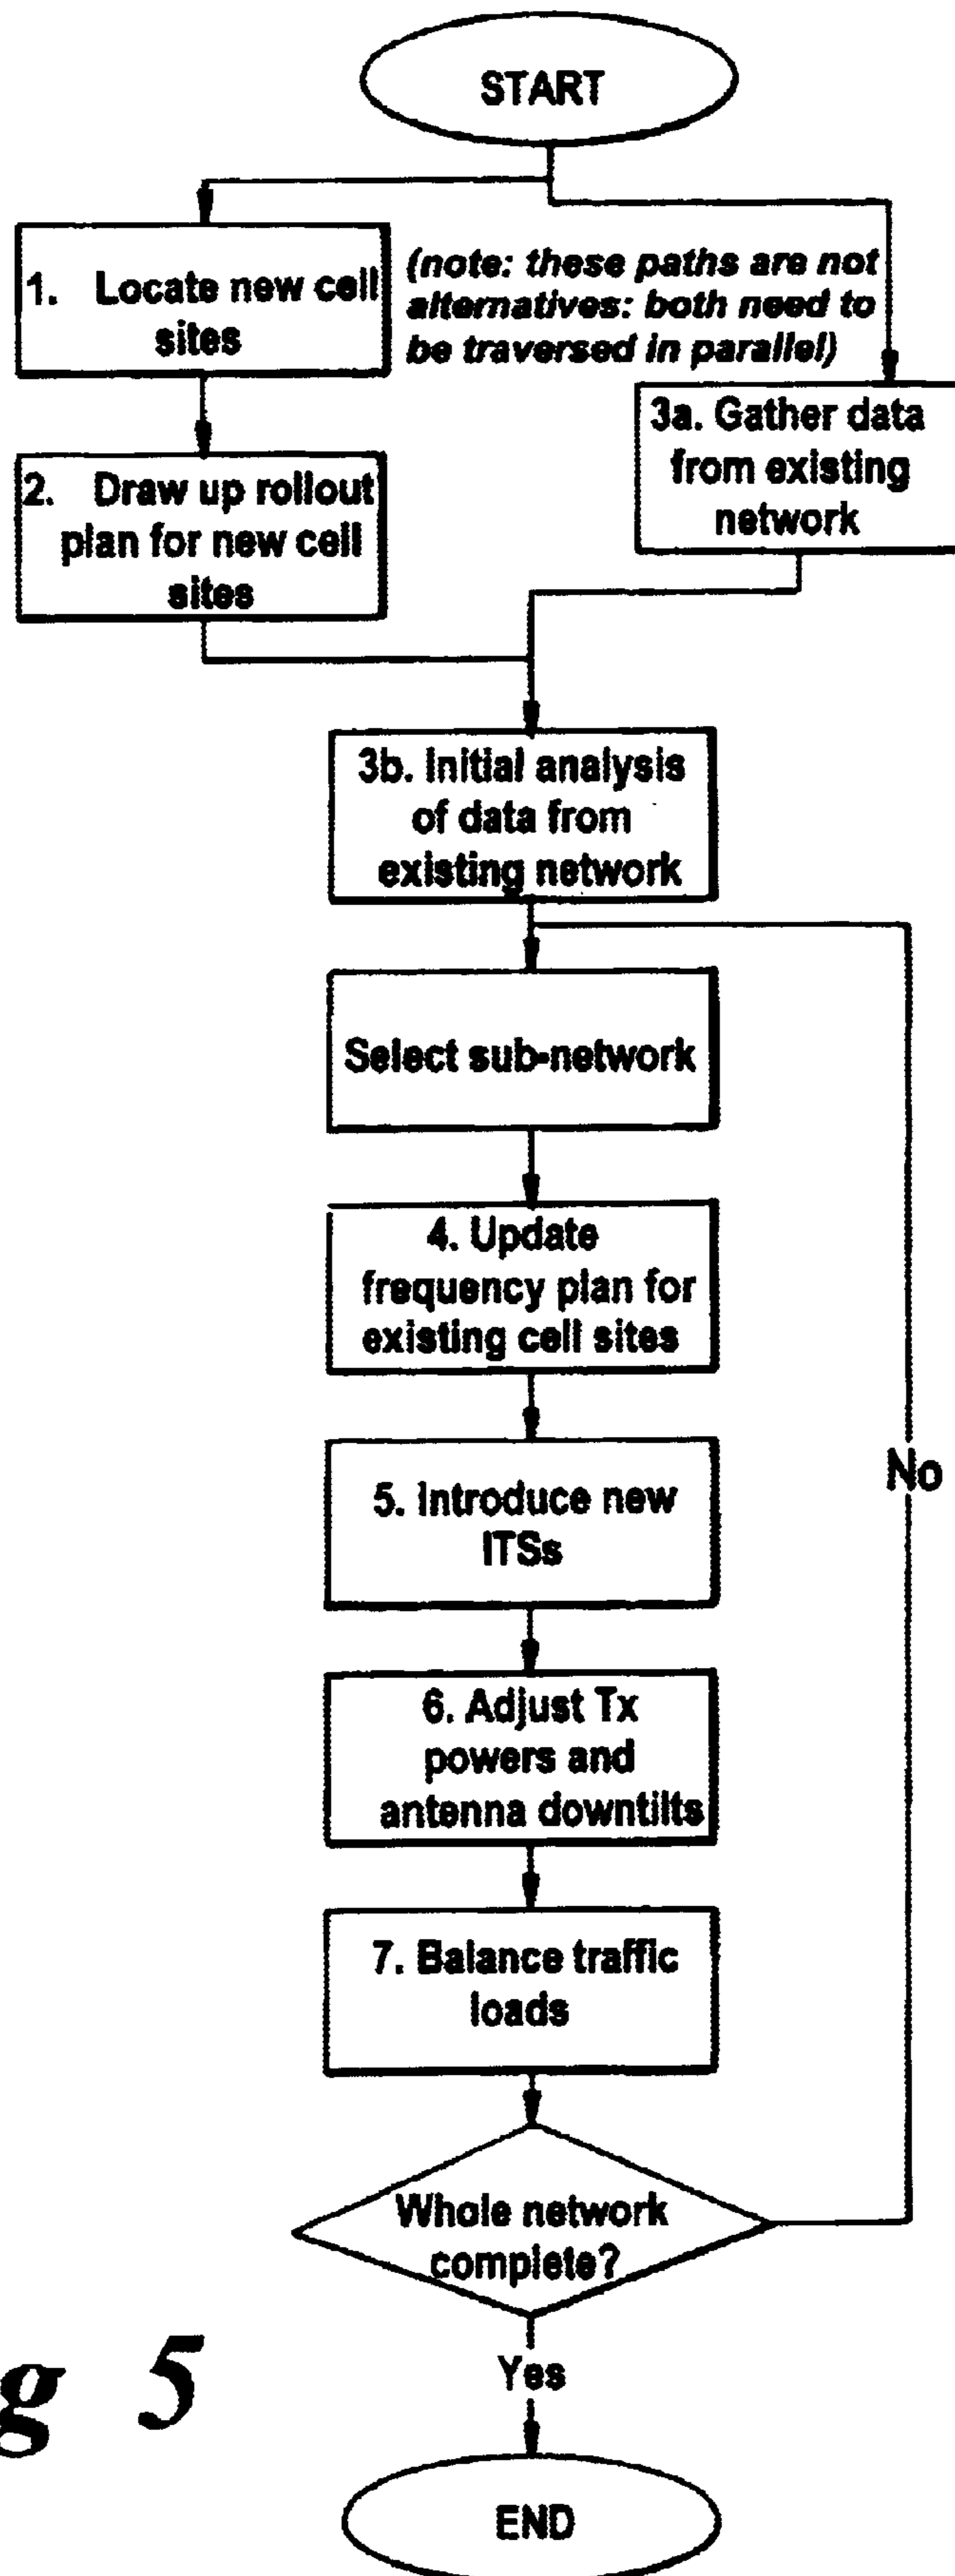 START
1. Locate new cell
sites
(note: these paths are not
alternatives: both need to
be traversed in parallel)
3a. Gather data
from existing
network
2. Draw up rollout
plan for new cell
sites
3b. Initial analysis
of data from
existing network
Select sub-network
4. Update
frequency plan for
existing cell sites
No
5. Introduce new
ITSs
6. Adjust Tx
powers and
antenna downtilts
7. Balance traffic
loads
Whole network
complete?
Yes
g 5
END